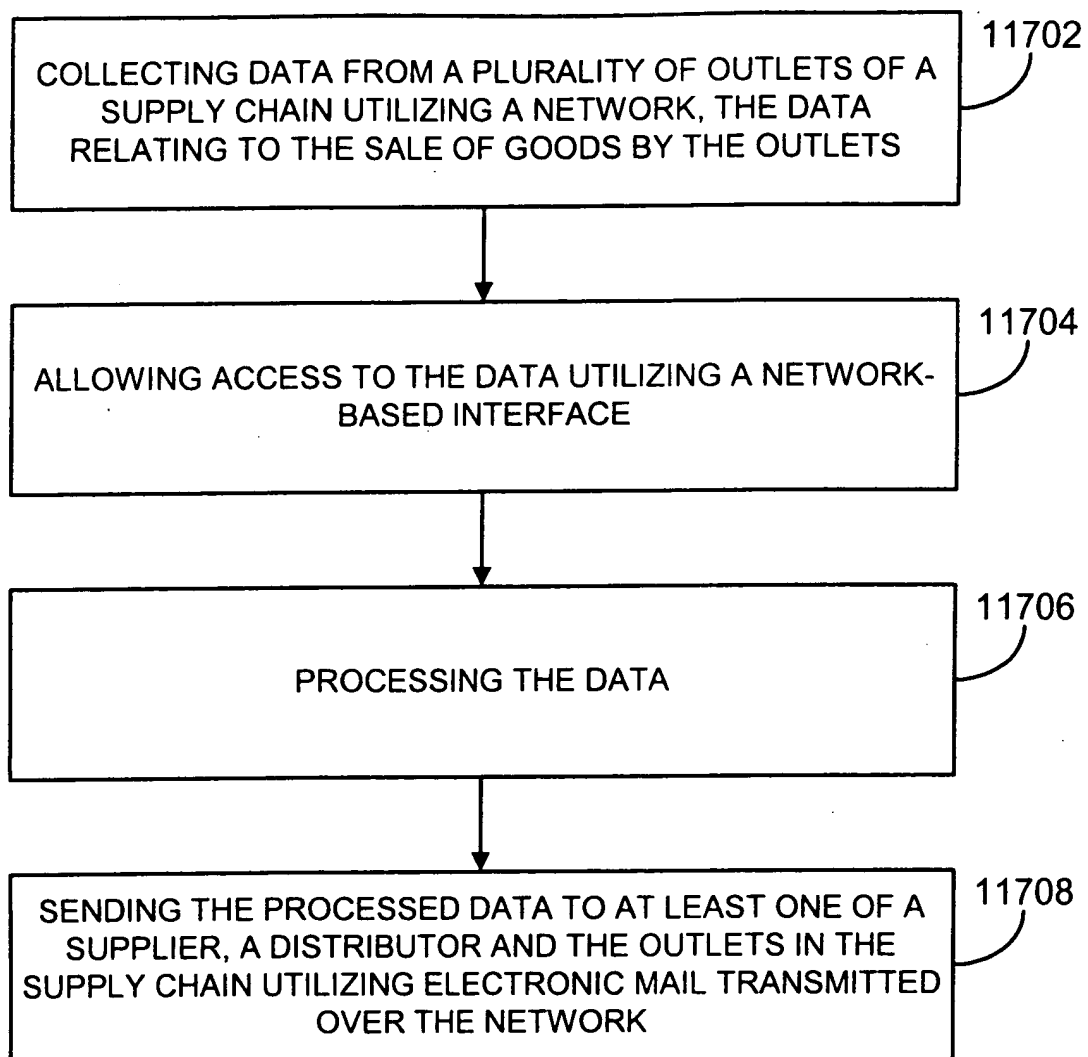 11702
COLLECTING DATA FROM A PLURALITY OF OUTLETS OF A
SUPPLY CHAIN UTILIZING A NETWORK, THE DATA
RELATING TO THE SALE OF GOODS BY THE OUTLETS
11704
ALLOWING ACCESS TO THE DATA UTILIZING A NETWORK-
BASED INTERFACE
11706
PROCESSING THE DATA
11708
SENDING THE PROCESSED DATA TO AT LEAST ONE OF A
SUPPLIER, A DISTRIBUTOR AND THE OUTLETS IN THE
SUPPLY CHAIN UTILIZING ELECTRONIC MAIL TRANSMITTED
OVER THE NETWORK